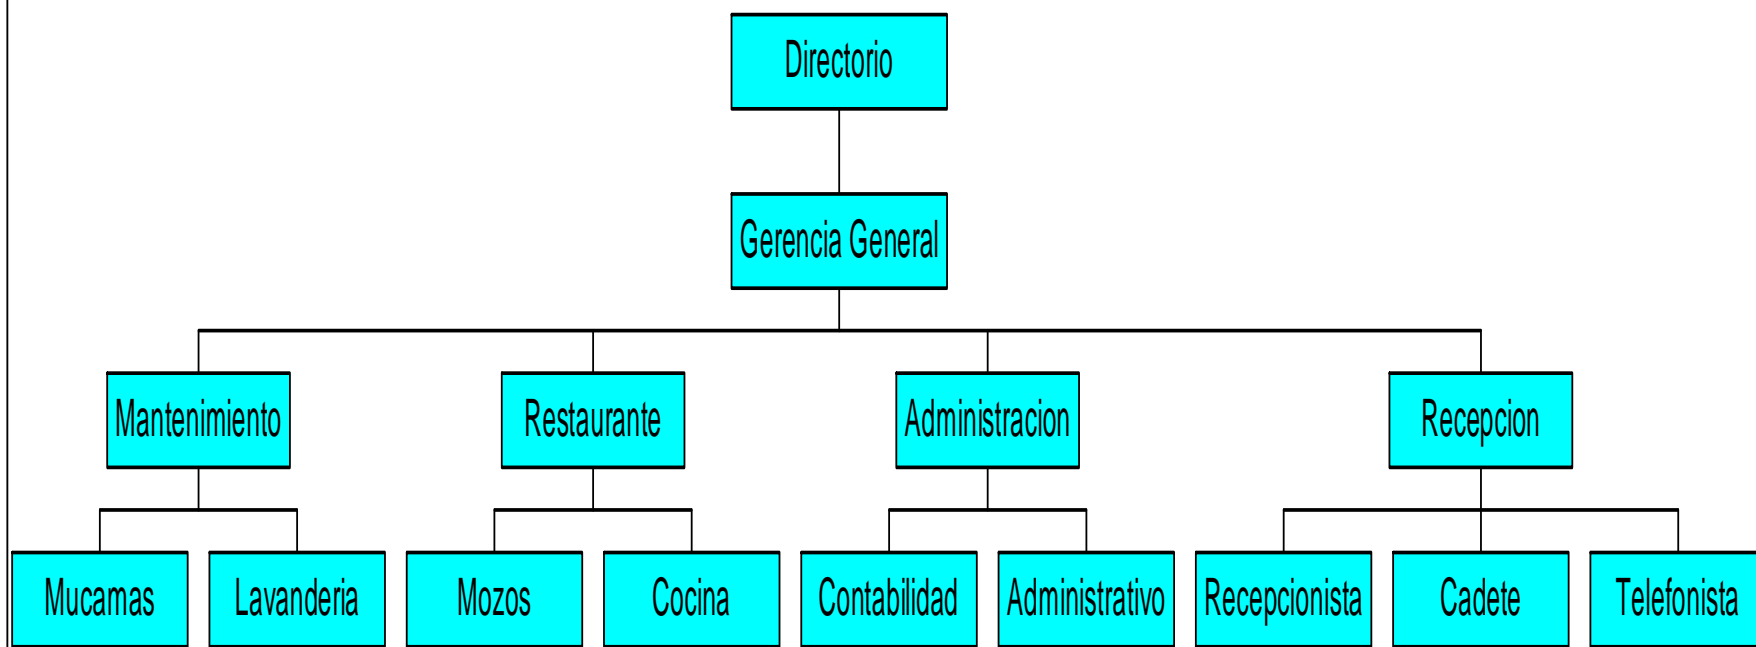 Directorio
Gerencia General
Mantenimiento
Restaurante
Administracion
Recepcion
Mucamas
Lavanderia
Mozos
Cocina
Contabilidad
Administrativo
Recepcionista
Cadete
Telefonista